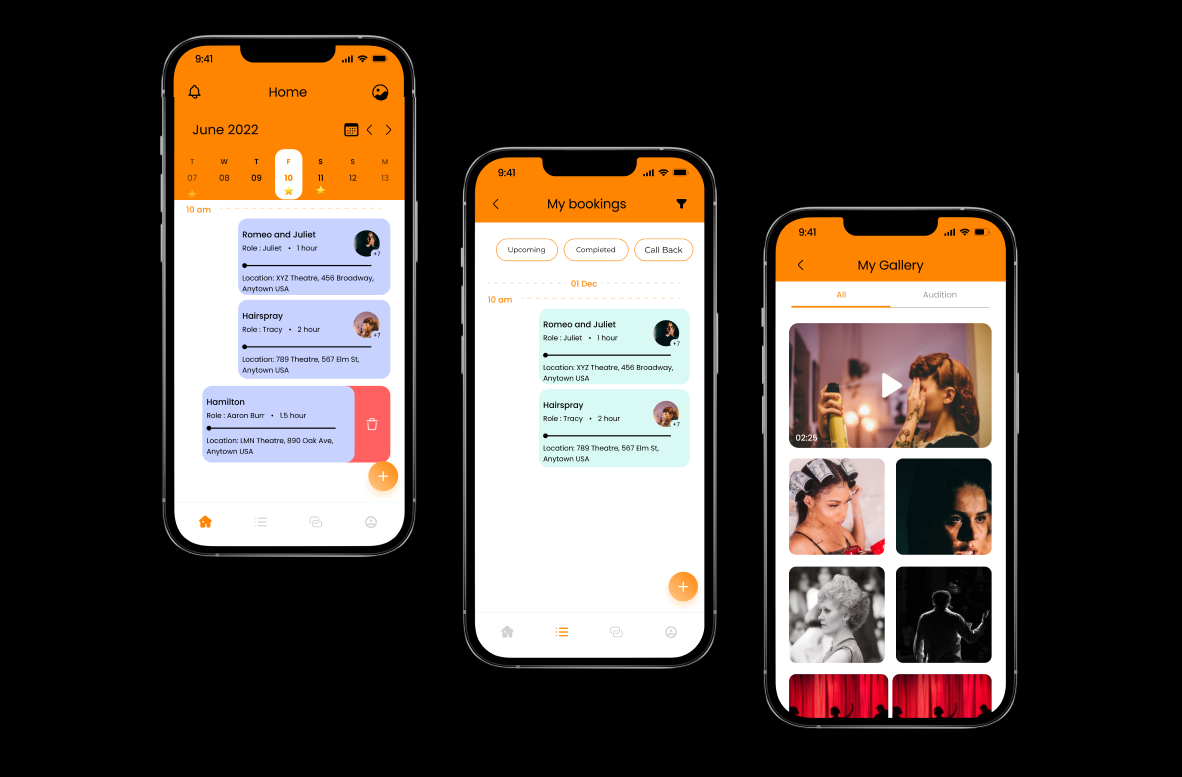 9:41
Home
June 2022
T W T F S S M
07 08 09 10 11 12 13
10 am
Romeo and Juliet
Role : Juliet • 1 hour
+7
Location: XYZ Theatre, 456 Broadway,
Anytown USA
Hairspray
Role : Tracy • 2 hour
+7
Location: 789 Theatre, 567 Elm St,
Anytown USA
Hamilton
Role : Aaron Burr • 1.5 hour
Location: LMN Theatre, 890 Oak Ave,
Anytown USA
9:41
My bookings
Upcoming
Completed
Call Back
01 Dec
10 am
Romeo and Juliet
Role : Juliet • 1 hour
+7
Location: XYZ Theatre, 456 Broadway,
Anytown USA
Hairspray
Role : Tracy • 2 hour
+7
Location: 789 Theatre, 567 Elm St,
Anytown USA
9:41
My Gallery
All
Audition
02:25